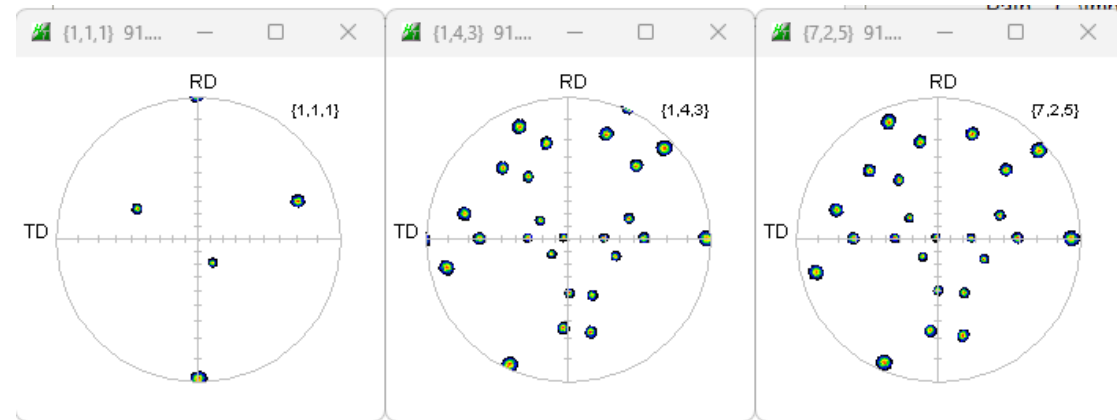 {1,1,1} 91....
{1,4,3} 91....
{7,2,5} 91....
RD
{1,1,1}
TD
RD
{1,4,3}
TD
RD
{7,2,5}
TD